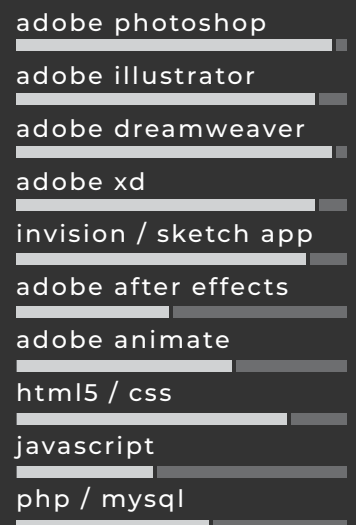 adobe photoshop
adobe illustrator
adobe dreamweaver
adobe xd
invision / sketch app
adobe after effects
adobe animate
html5 / css
javascript
php / mysql